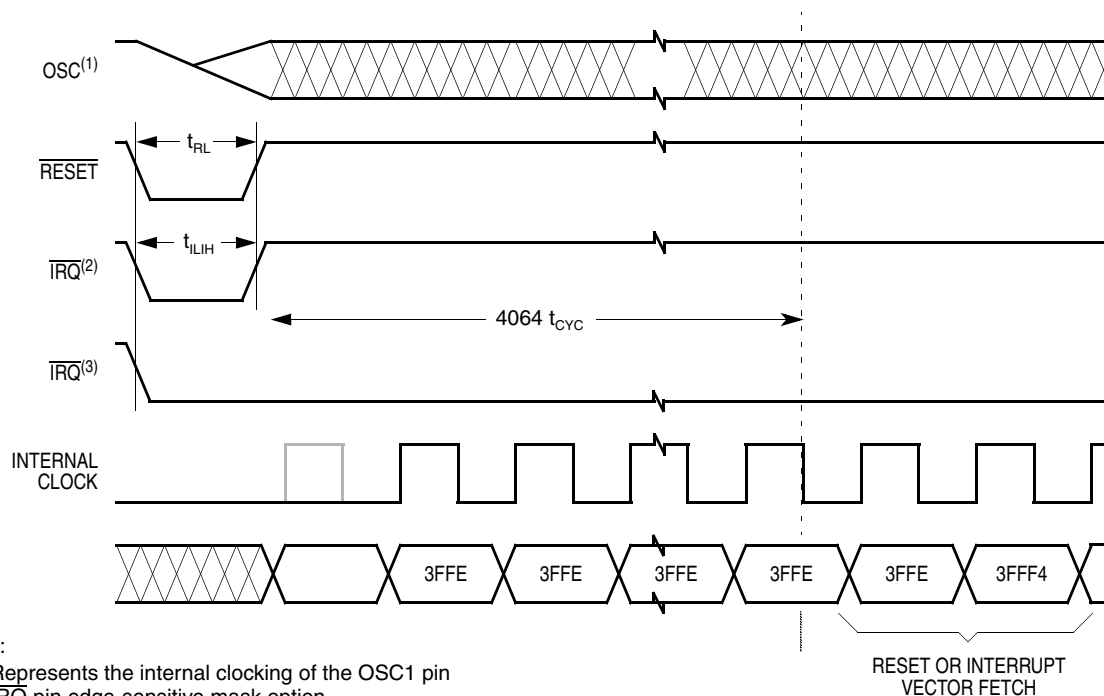 OSC(1)
tRL
RESET
tILIH
IRQ(2)
4064 tCYC
IRQ(3)
INTERNAL
CLOCK
3FFE 3FFE 3FFE 3FFE 3FFE 3FFF4
:
Represents the internal clocking of the OSC1 pin
pin edge-sensitive mask option
RESET OR INTERRUPT
VECTOR FETCH